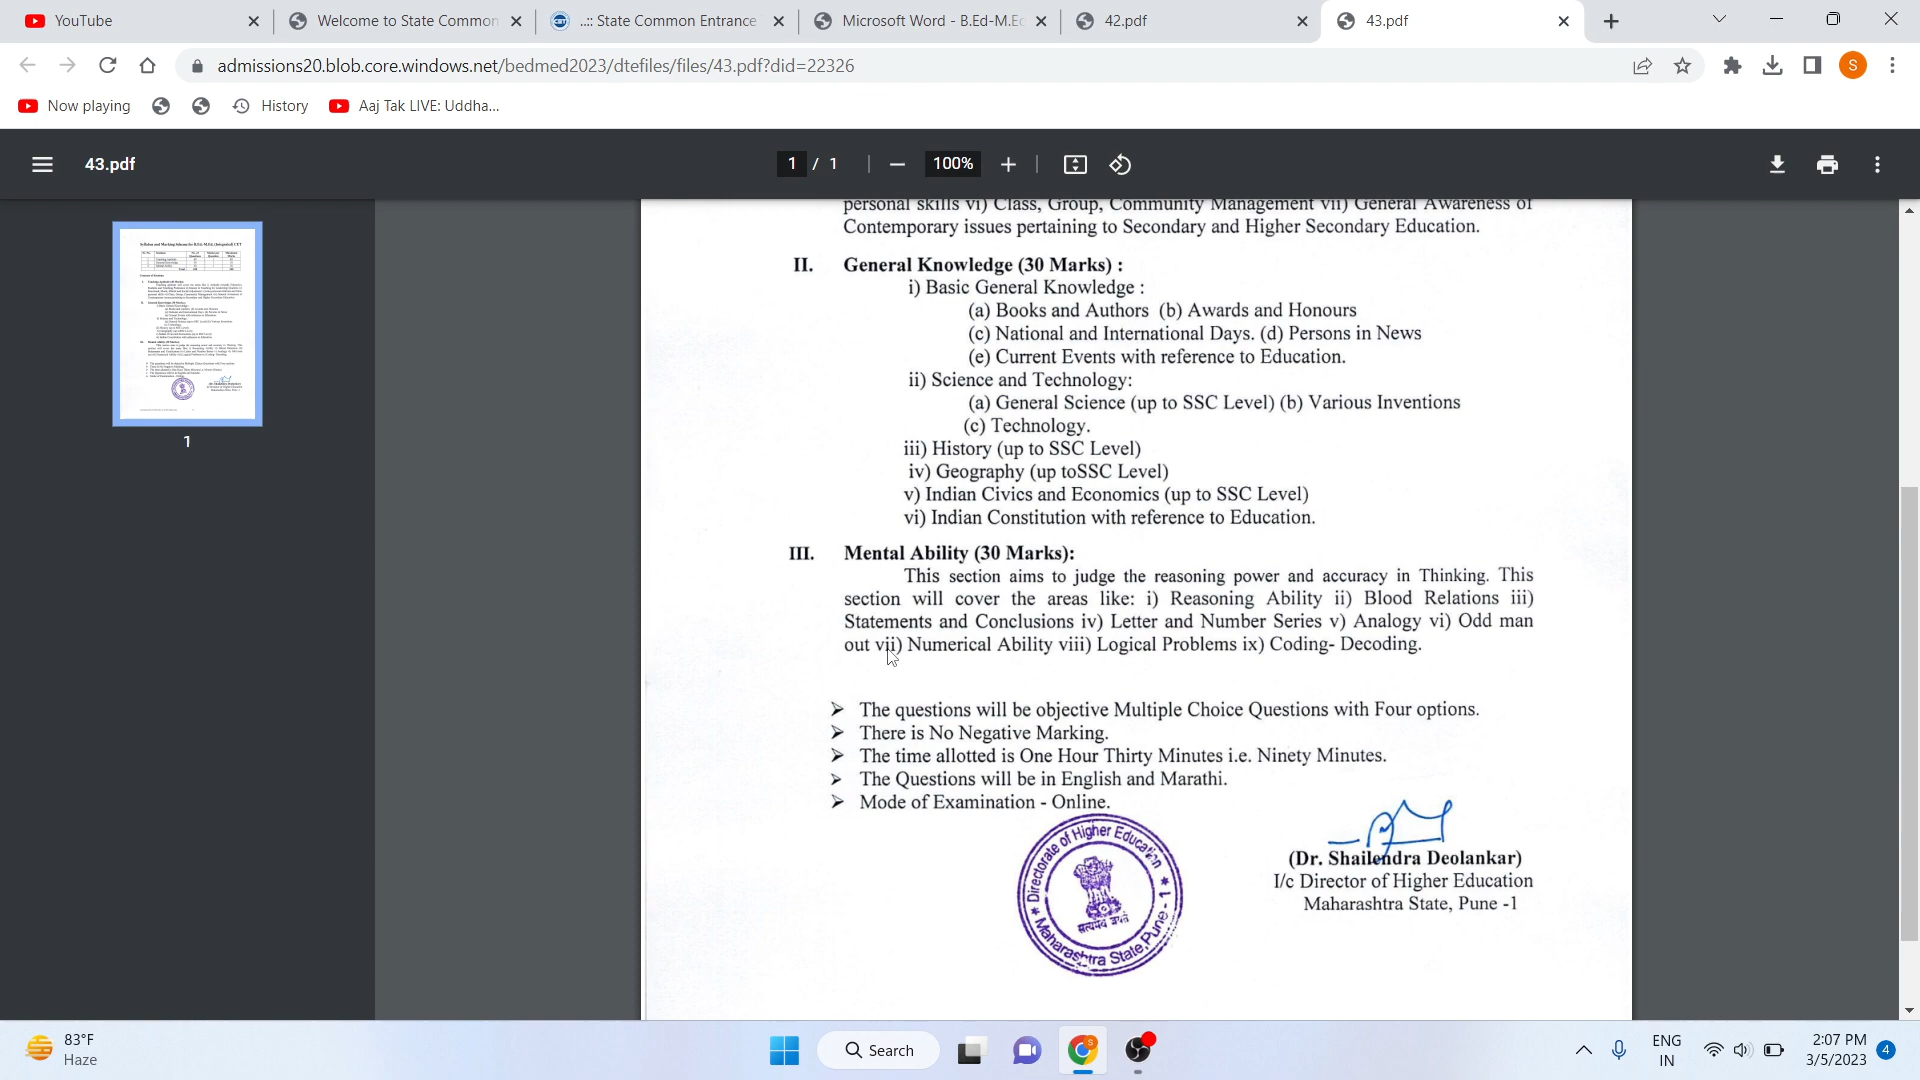 YouTube
Welcome to State Common
..:: State Common Entrance
Microsoft Word - B.Ed-M.Ed
42.pdf
43.pdf
admissions20.blob.core.windows.net/bedmed2023/dtefiles/files/43.pdf?did=22326
S
Now playing
History
Aaj Tak LIVE: Uddha...
43.pdf
1 / 1
100%
1
personal skills vi) Class, Group, Community Management vii) General Awareness of
Contemporary issues pertaining to Secondary and Higher Secondary Education.
II. General Knowledge (30 Marks) :
i) Basic General Knowledge :
(a) Books and Authors (b) Awards and Honours
(c) National and International Days. (d) Persons in News
(e) Current Events with reference to Education.
ii) Science and Technology:
(a) General Science (up to SSC Level) (b) Various Inventions
(c) Technology.
iii) History (up to SSC Level)
iv) Geography (up toSSC Level)
v) Indian Civics and Economics (up to SSC Level)
vi) Indian Constitution with reference to Education.
III. Mental Ability (30 Marks):
This section aims to judge the reasoning power and accuracy in Thinking. This
section will cover the areas like: i) Reasoning Ability ii) Blood Relations iii)
Statements and Conclusions iv) Letter and Number Series v) Analogy vi) Odd man
out vii) Numerical Ability viii) Logical Problems ix) Coding- Decoding.
➢ The questions will be objective Multiple Choice Questions with Four options.
➢ There is No Negative Marking.
➢ The time allotted is One Hour Thirty Minutes i.e. Ninety Minutes.
➢ The Questions will be in English and Marathi.
➢ Mode of Examination - Online.
* Directorate of Higher Education *
सत्यमेव जयते
Maharashtra State, Pune - 1
(Dr. Shailendra Deolankar)
I/c Director of Higher Education
Maharashtra State, Pune -1
83°F
Haze
Search
S
ENG
IN
2:07 PM
3/5/2023
4